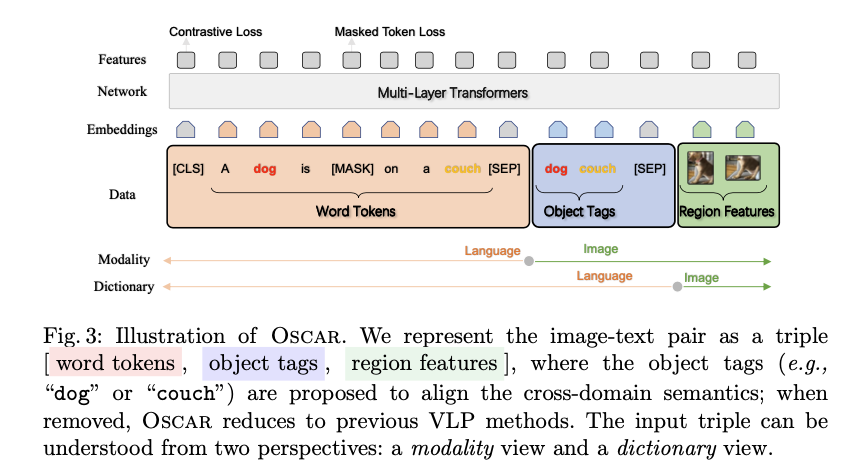 Contrastive Loss Masked Token Loss
Features
Network Multi-Layer Transformers
Embeddings
Data [CLS] A dog is [MASK] on a couch [SEP] dog couch [SEP]
Word Tokens Object Tags Region Features
Modality Language Image
Dictionary Language Image
Fig. 3: Illustration of OSCAR. We represent the image-text pair as a triple
[ word tokens , object tags , region features ], where the object tags (e.g.,
“dog” or “couch”) are proposed to align the cross-domain semantics; when
removed, OSCAR reduces to previous VLP methods. The input triple can be
understood from two perspectives: a modality view and a dictionary view.